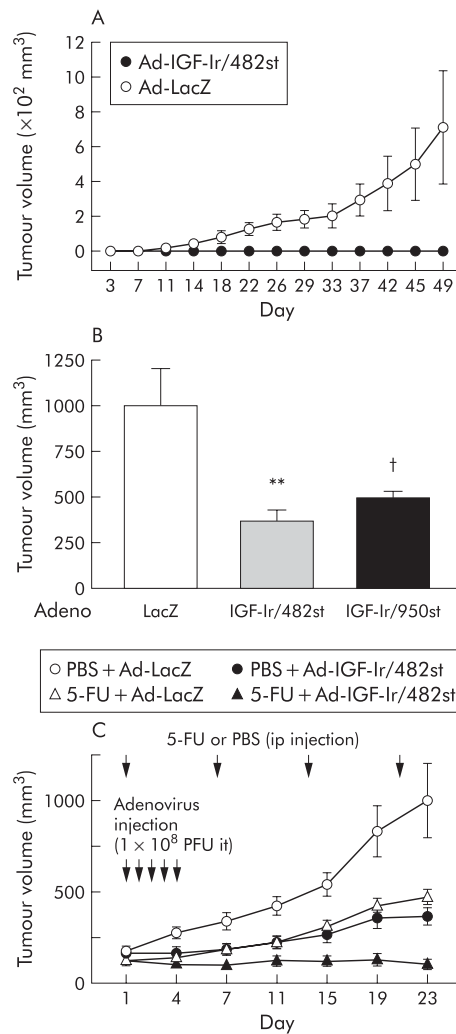 A
Tumour volume (×10² mm³)
12
10
8
6
4
2
0
Ad-IGF-Ir/482st
Ad-LacZ
3 7 11 14 18 22 26 29 33 37 42 45 49
Day
B
Tumour volume (mm³)
1250
1000
750
500
250
0
**
†
Adeno LacZ IGF-Ir/482st IGF-Ir/950st
PBS + Ad-LacZ PBS + Ad-IGF-Ir/482st
5-FU + Ad-LacZ 5-FU + Ad-IGF-Ir/482st
C
5-FU or PBS (ip injection)
Adenovirus
injection
(1 × 10⁸ PFU it)
Tumour volume (mm³)
1000
500
0
1 4 7 11 15 19 23
Day